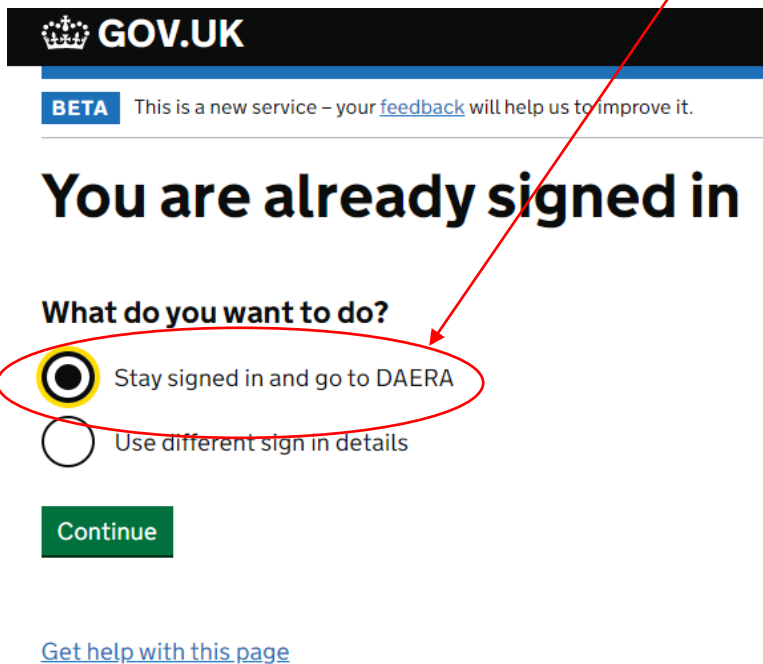 GOV.UK
BETA This is a new service – your feedback will help us to improve it.
You are already signed in
What do you want to do?
Stay signed in and go to DAERA
Use different sign in details
Continue
Get help with this page